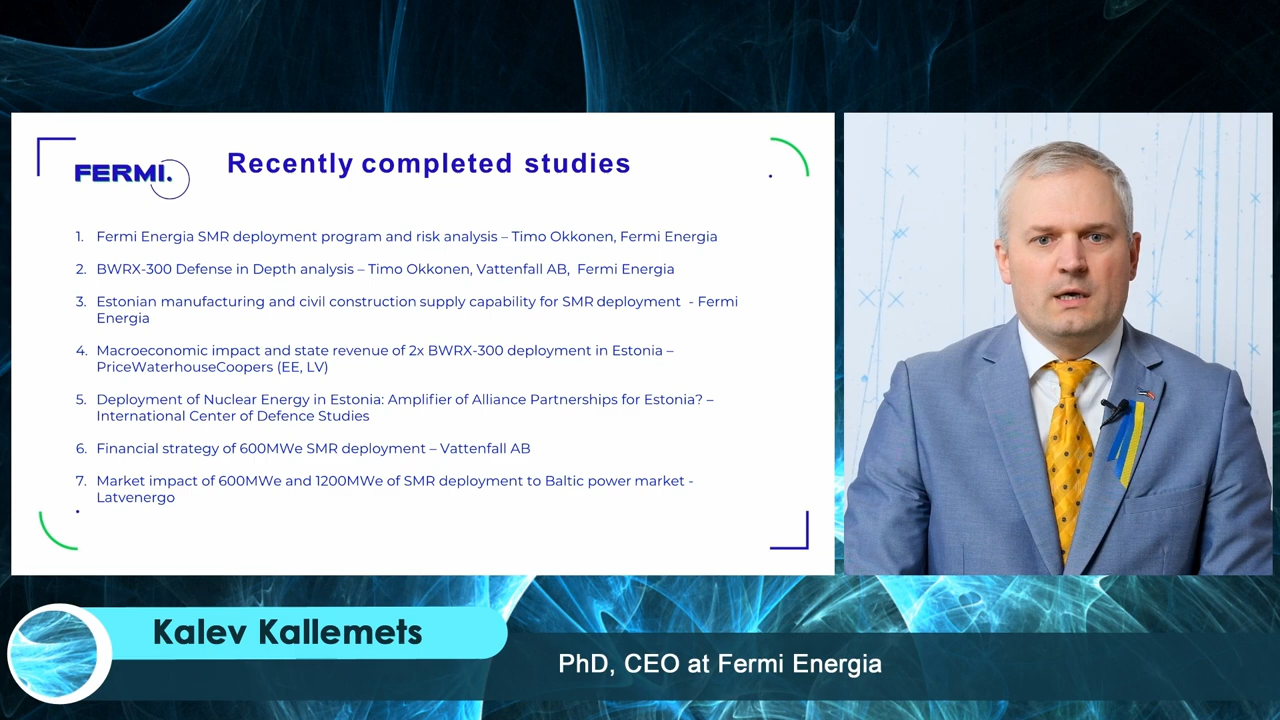 FERMI.
Recently completed studies
1. Fermi Energia SMR deployment program and risk analysis – Timo Okkonen, Fermi Energia
2. BWRX-300 Defense in Depth analysis – Timo Okkonen, Vattenfall AB, Fermi Energia
3. Estonian manufacturing and civil construction supply capability for SMR deployment - Fermi
Energia
4. Macroeconomic impact and state revenue of 2x BWRX-300 deployment in Estonia –
PriceWaterhouseCoopers (EE, LV)
5. Deployment of Nuclear Energy in Estonia: Amplifier of Alliance Partnerships for Estonia? –
International Center of Defence Studies
6. Financial strategy of 600MWe SMR deployment – Vattenfall AB
7. Market impact of 600MWe and 1200MWe of SMR deployment to Baltic power market -
Latvenergo
Kalev Kallemets
PhD, CEO at Fermi Energia